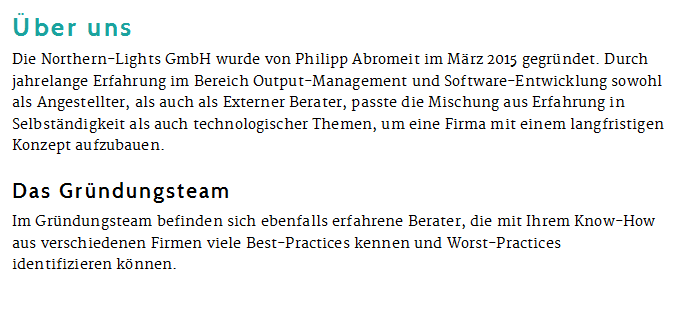 Über uns
Die Northern-Lights GmbH wurde von Philipp Abromeit im März 2015 gegründet. Durch
jahrelange Erfahrung im Bereich Output-Management und Software-Entwicklung sowohl
als Angestellter, als auch als Externer Berater, passte die Mischung aus Erfahrung in
Selbständigkeit als auch technologischer Themen, um eine Firma mit einem langfristigen
Konzept aufzubauen.
Das Gründungsteam
Im Gründungsteam befinden sich ebenfalls erfahrene Berater, die mit Ihrem Know-How
aus verschiedenen Firmen viele Best-Practices kennen und Worst-Practices
identifizieren können.